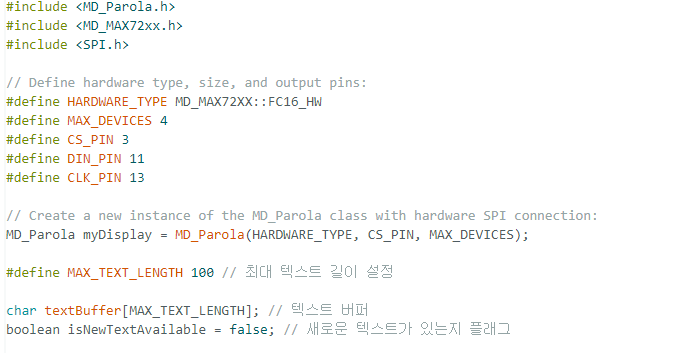 #include <MD_Parola.h>
#include <MD_MAX72xx.h>
#include <SPI.h>
// Define hardware type, size, and output pins:
#define HARDWARE_TYPE MD_MAX72XX::FC16_HW
#define MAX_DEVICES 4
#define CS_PIN 3
#define DIN_PIN 11
#define CLK_PIN 13
// Create a new instance of the MD_Parola class with hardware SPI connection:
MD_Parola myDisplay = MD_Parola(HARDWARE_TYPE, CS_PIN, MAX_DEVICES);
#define MAX_TEXT_LENGTH 100 // 최대 텍스트 길이 설정
char textBuffer[MAX_TEXT_LENGTH]; // 텍스트 버퍼
boolean isNewTextAvailable = false; // 새로운 텍스트가 있는지 플래그